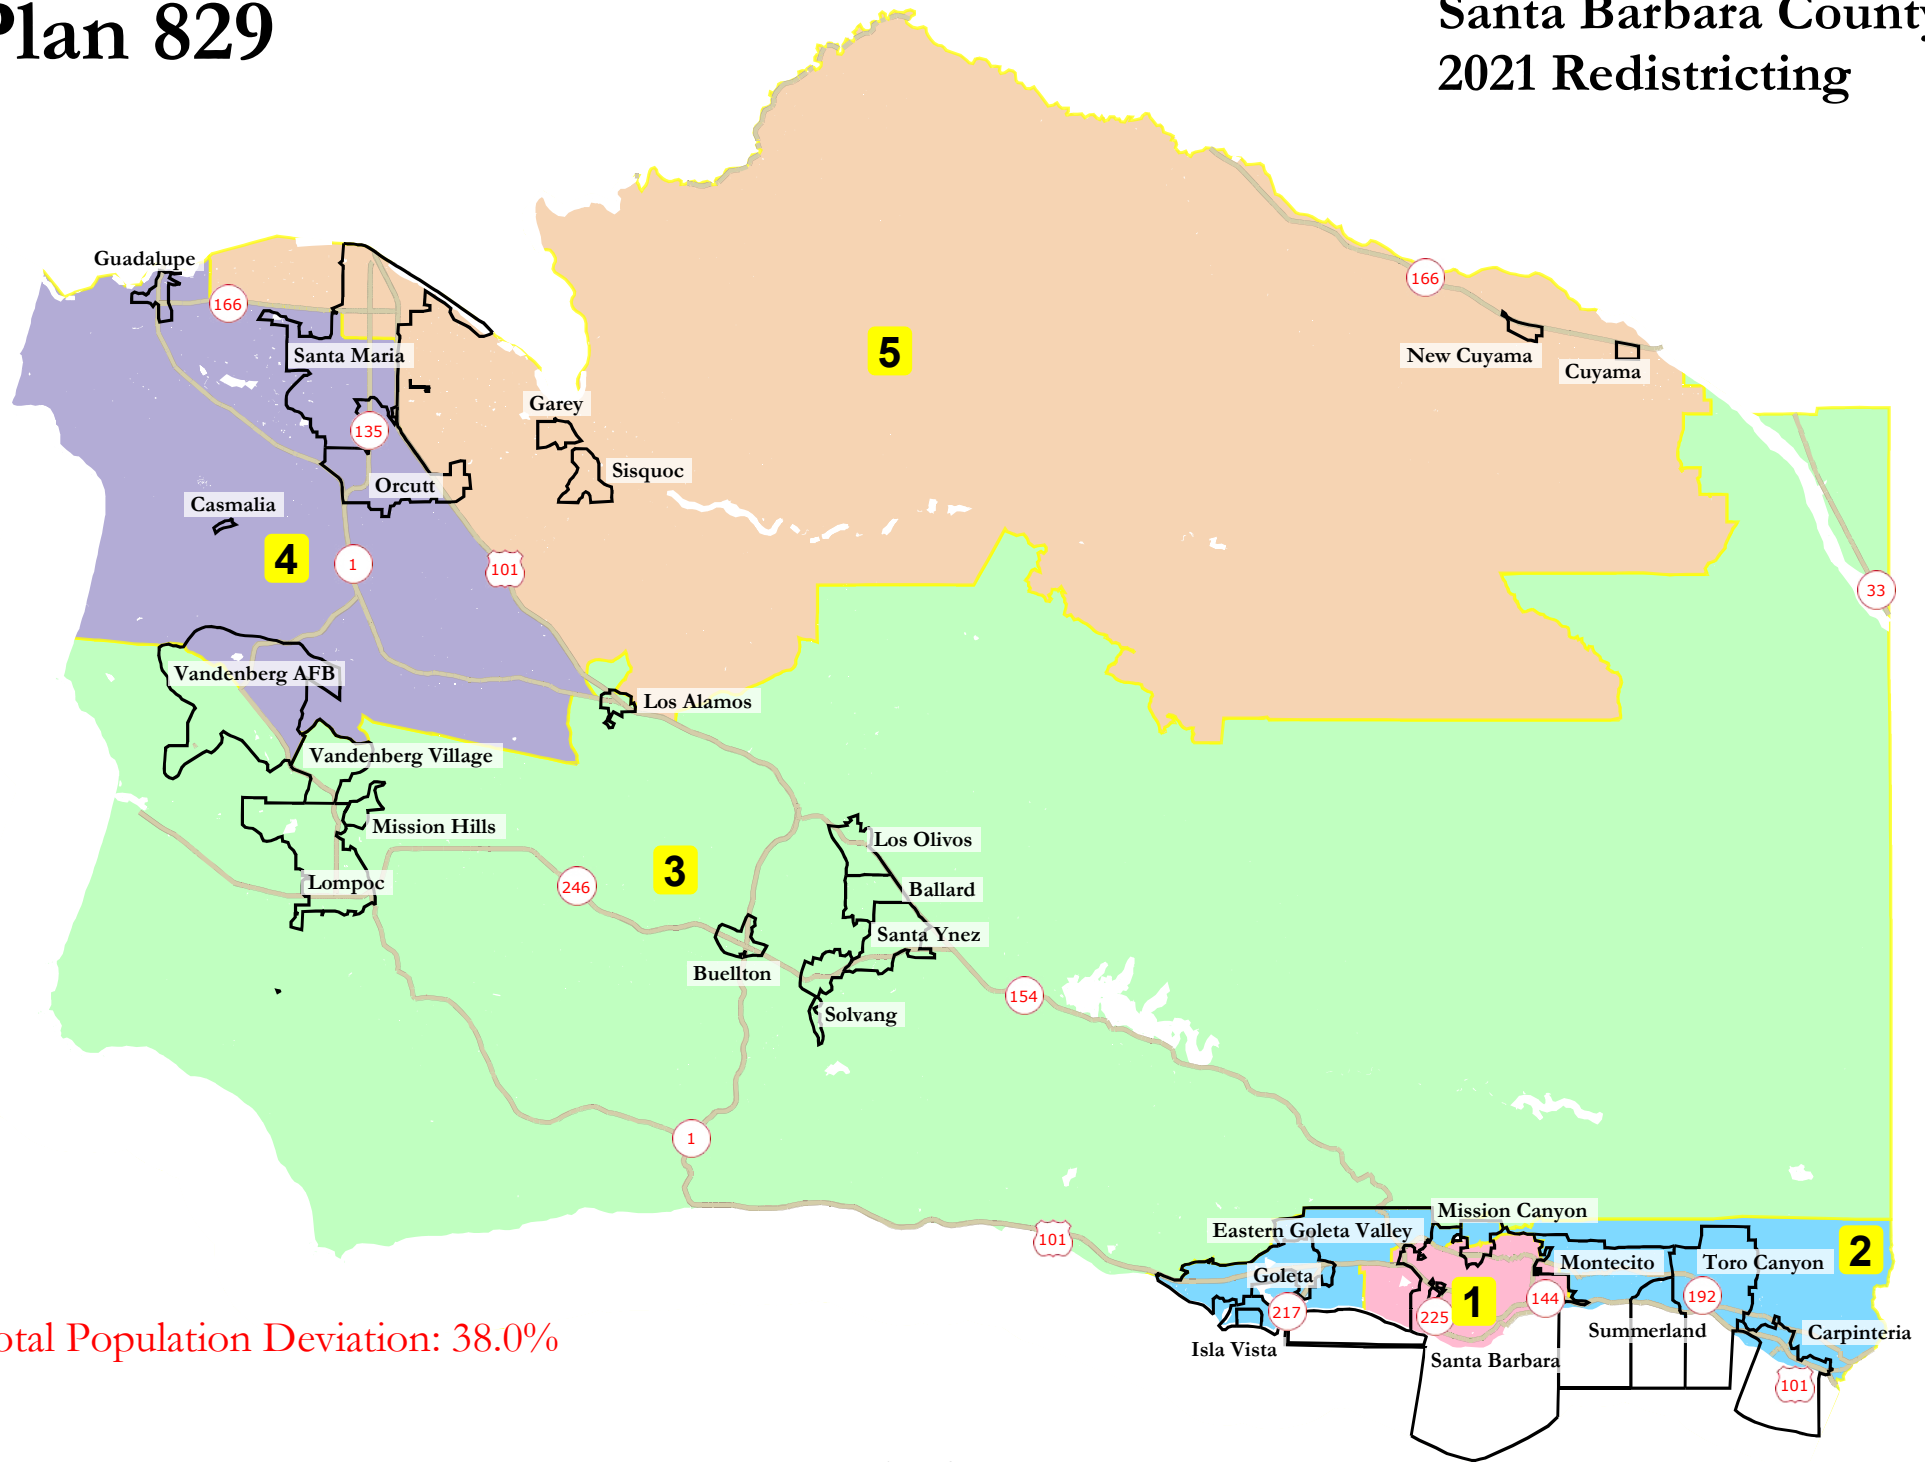 Plan 829
Santa Barbara County
2021 Redistricting
Guadalupe
166
166
5
Santa Maria
New Cuyama
Cuyama
Garey
135
Sisquoc
Orcutt
Casmalia
4
1
101
33
Vandenberg AFB
Los Alamos
Vandenberg Village
Mission Hills
Los Olivos
3
Lompoc
246
Ballard
Santa Ynez
Buellton
154
Solvang
1
Mission Canyon
Eastern Goleta Valley
101
2
Montecito
Toro Canyon
Goleta
1
144
192
217
225
Summerland
Carpinteria
Isla Vista
Santa Barbara
101
otal Population Deviation: 38.0%